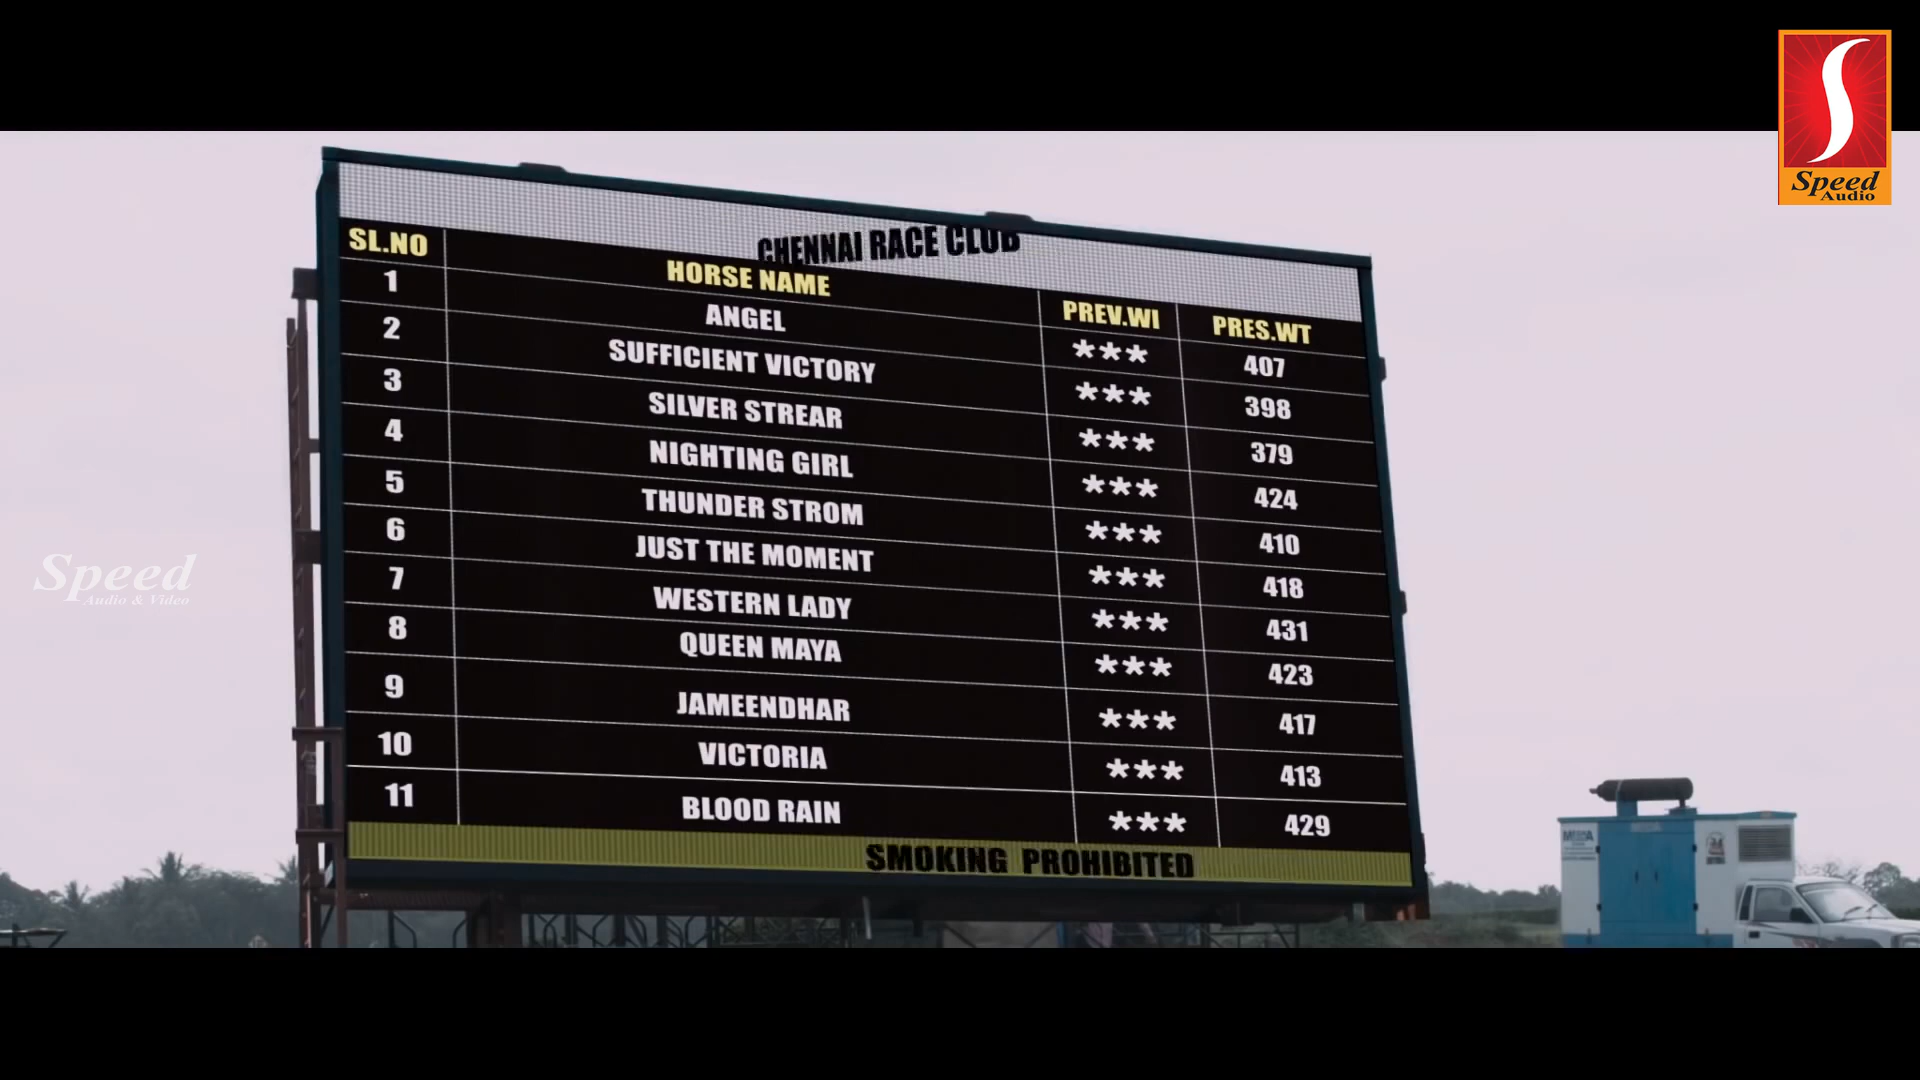 Speed
Audio
CHENNAI RACE CLUB
SL.NO HORSE NAME PREV.WI PRES.WT
1 ANGEL *** 407
2 SUFFICIENT VICTORY *** 398
3 SILVER STREAR *** 379
4 NIGHTING GIRL *** 424
5 THUNDER STROM *** 410
6 JUST THE MOMENT *** 418
7 WESTERN LADY *** 431
8 QUEEN MAYA *** 423
9 JAMEENDHAR *** 417
10 VICTORIA *** 413
11 BLOOD RAIN *** 429
SMOKING PROHIBITED
Speed
Audio & Video
MEDIA